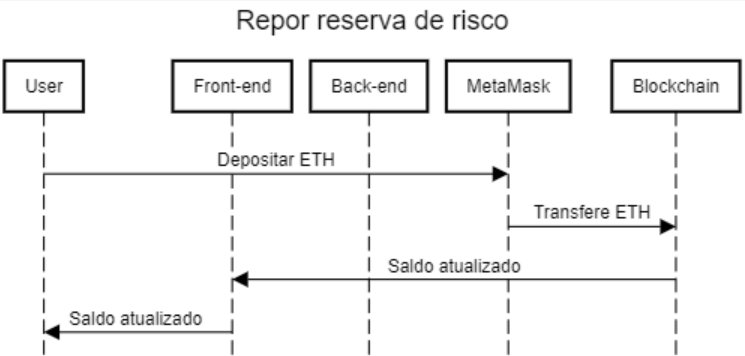 Repor reserva de risco
User
Front-end
Back-end
MetaMask
Blockchain
Depositar ETH
Transfere ETH
Saldo atualizado
Saldo atualizado